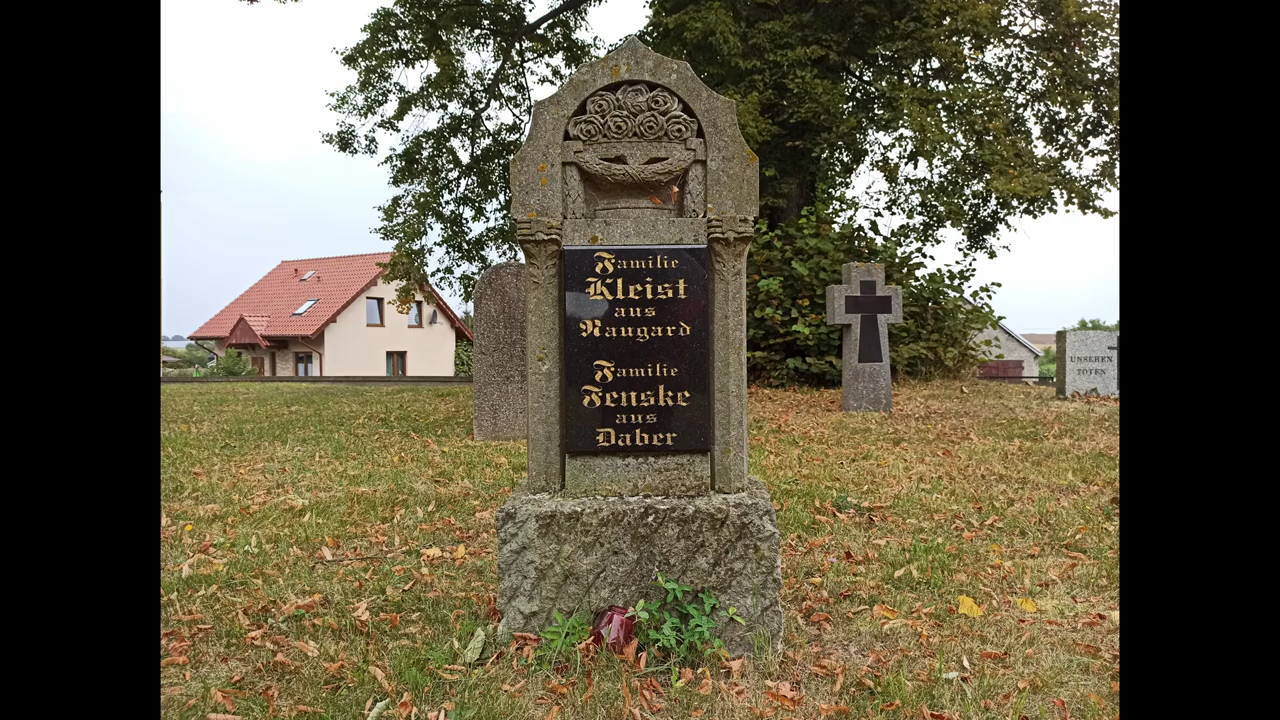 Familie
Kleist
aus
Naugard
Familie
Fenske
aus
Daber
UNSEREN
TOTEN